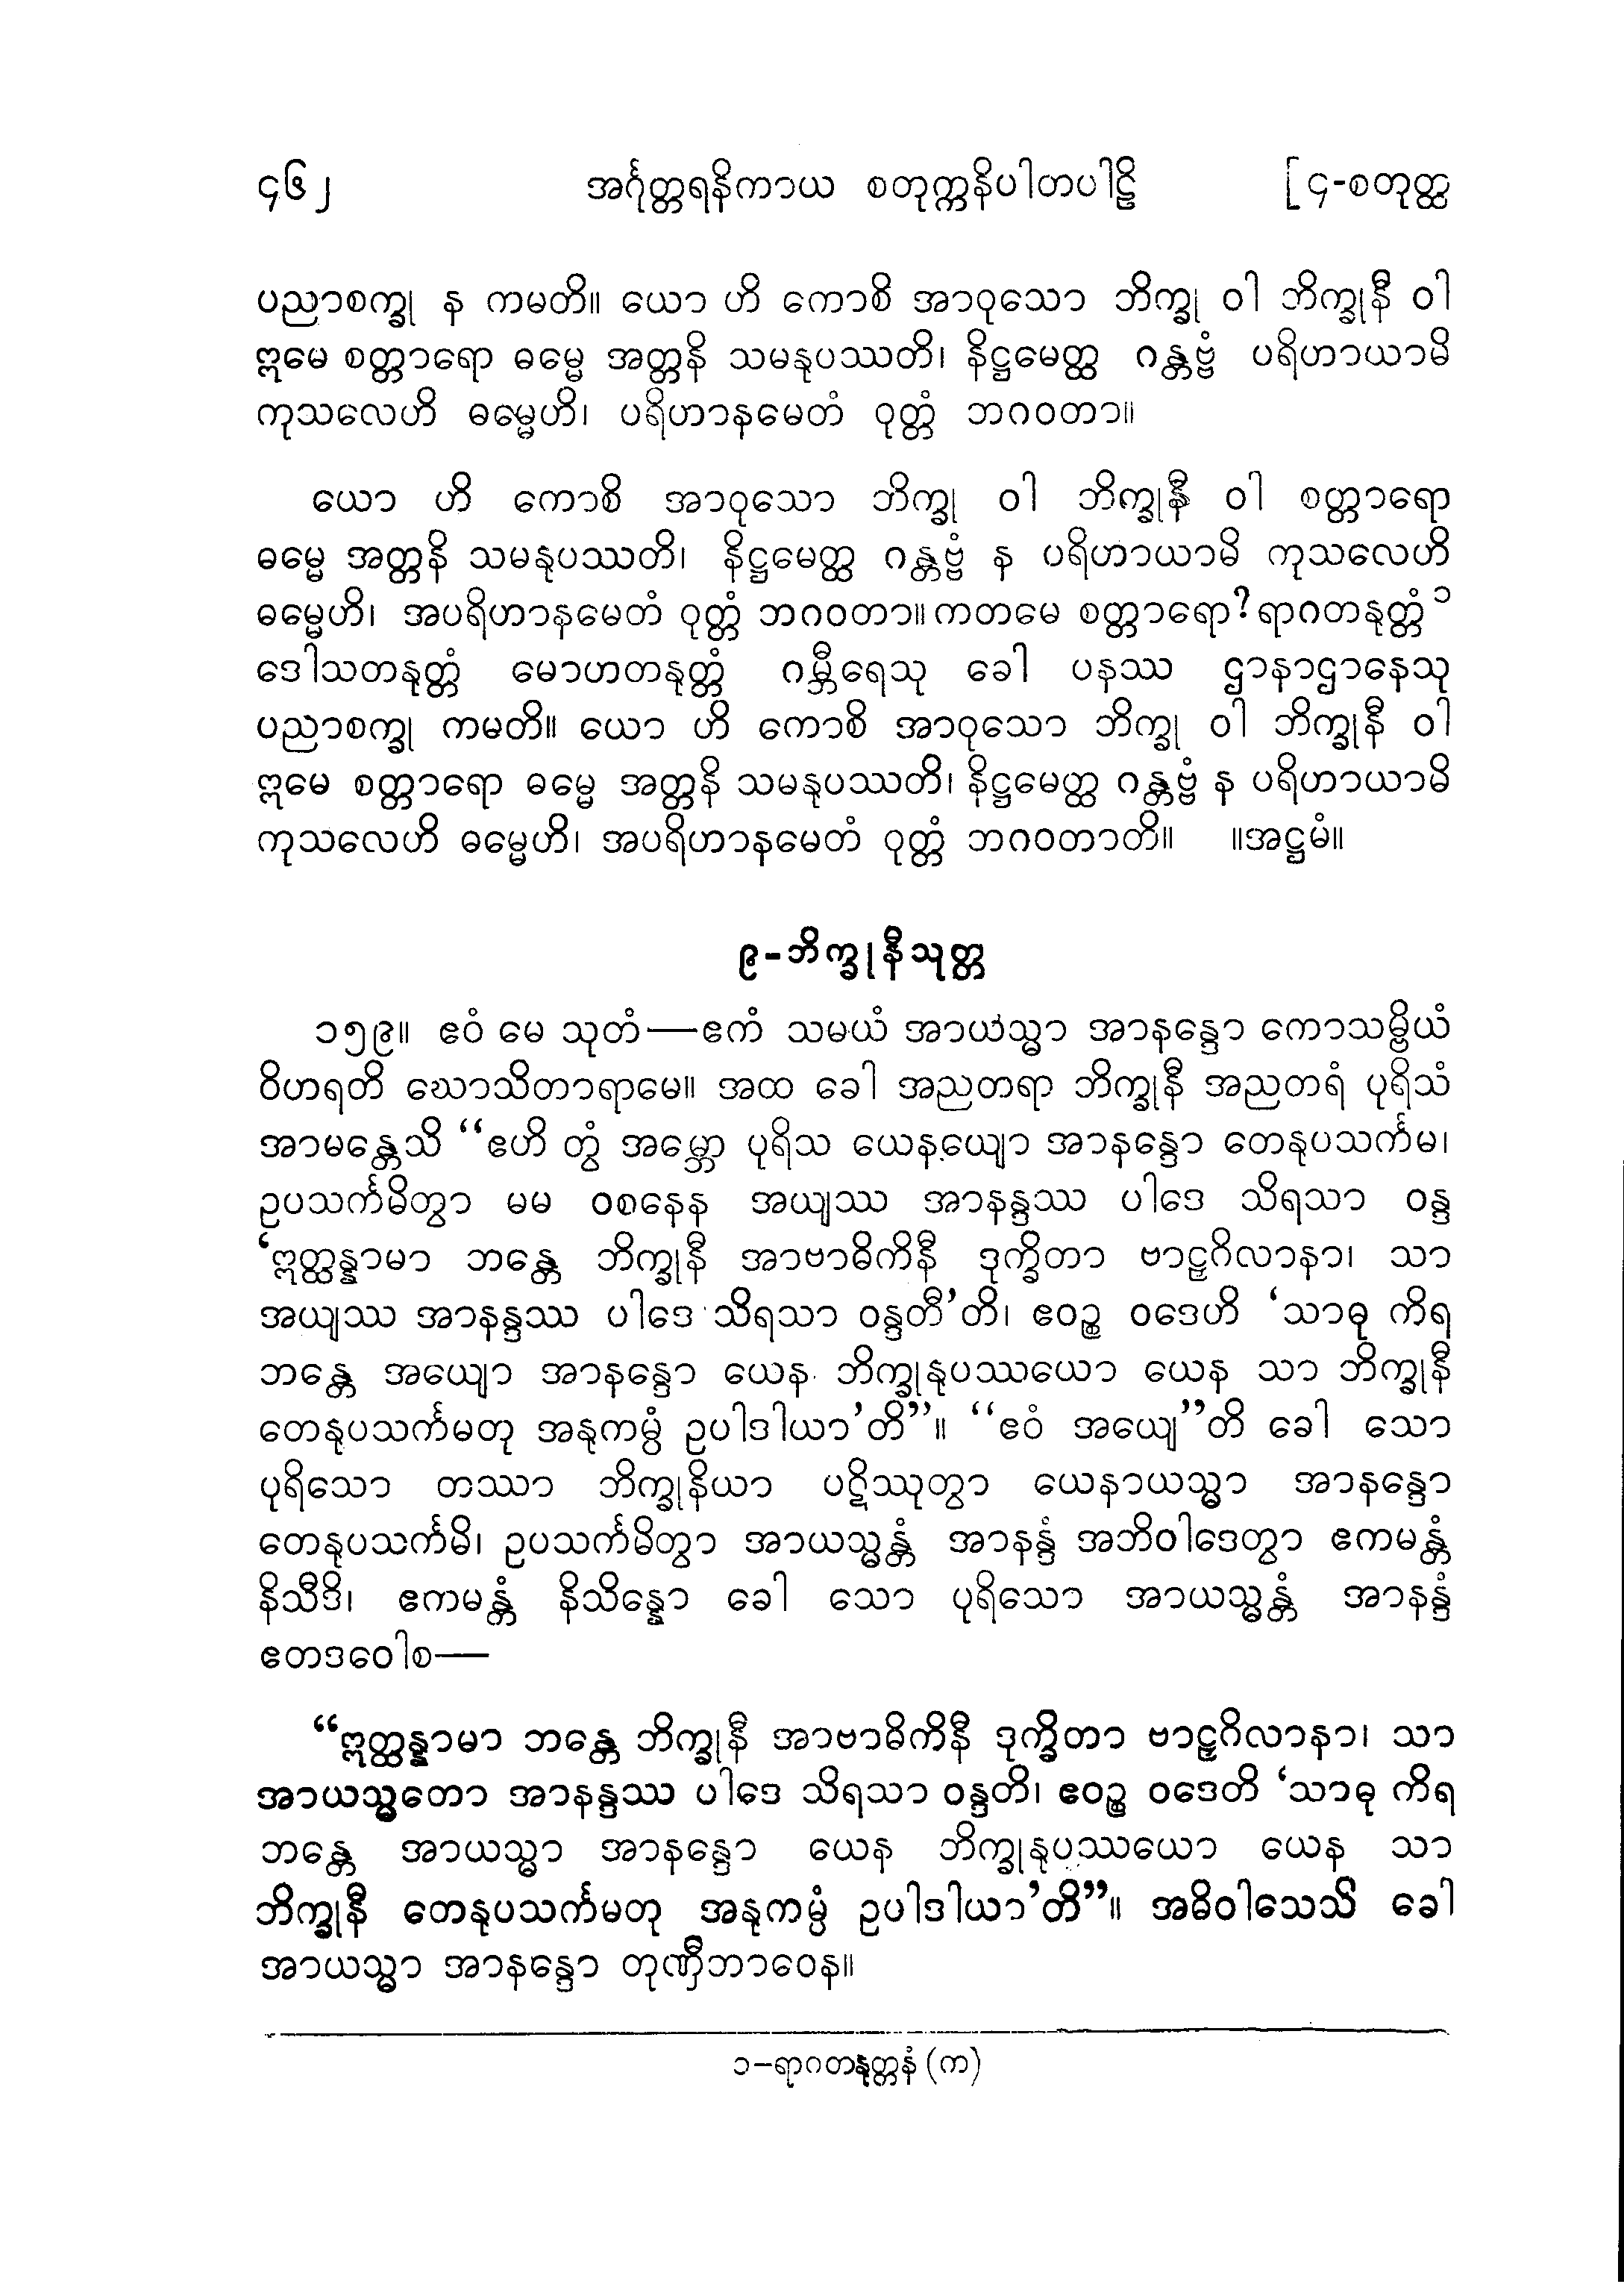 ၄၆၂ အင်္ဂုတ္တရနိကာယ စတုက္ကနိပါတပါဠိ [၄-စတုတ္ထ
ပညာစက္ခု န ကမတိ။ ယော ဟိ ကောစိ အာဝုသော ဘိက္ခု ဝါ ဘိက္ခုနီ ဝါ
ဣမေ စတ္တာရော ဓမ္မေ အတ္တနိ သမနုပဿတိ၊ နိဋ္ဌမေတ္ထ ဂန္တဗ္ဗံ ပရိဟာယာမိ
ကုသလေဟိ ဓမ္မေဟိ၊ ပရိဟာနမေတံ ဝုတ္တံ ဘဂဝတာ။
ယော ဟိ ကောစိ အာဝုသော ဘိက္ခု ဝါ ဘိက္ခုနီ ဝါ စတ္တာရော
ဓမ္မေ အတ္တနိ သမနုပဿတိ၊ နိဋ္ဌမေတ္ထ ဂန္တဗ္ဗံ န ပရိဟာယာမိ ကုသလေဟိ
ဓမ္မေဟိ၊ အပရိဟာနမေတံ ဝုတ္တံ ဘဂဝတာ။ ကတမေ စတ္တာရော? ရာဂတနုတ္တံ ၁
ဒေါသတနုတ္တံ မောဟတနုတ္တံ ဂမ္ဘီရေသု ခေါ ပနဿ ဌာနာဌာနေသု
ပညာစက္ခု ကမတိ။ ယော ဟိ ကောစိ အာဝုသော ဘိက္ခု ဝါ ဘိက္ခုနီ ဝါ
ဣမေ စတ္တာရော ဓမ္မေ အတ္တနိ သမနုပဿတိ၊ နိဋ္ဌမေတ္ထ ဂန္တဗ္ဗံ န ပရိဟာယာမိ
ကုသလေဟိ ဓမ္မေဟိ၊ အပရိဟာနမေတံ ဝုတ္တံ ဘဂဝတာတိ။ ။အဋ္ဌမံ။
၉-ဘိက္ခုနီသုတ္တ
၁၅၉။ ဧဝံ မေ သုတံ—ဧကံ သမယံ အာယသ္မာ အာနန္ဒော ကောသမ္ဗိယံ
ဝိဟရတိ ဃောသိတာရာမေ။ အထ ခေါ အညတရာ ဘိက္ခုနီ အညတရံ ပုရိသံ
အာမန္တေသိ “ဧဟိ တွံ အမ္ဘော ပုရိသ ယေနယျော အာနန္ဒော တေနုပသင်္ကမ၊
ဥပသင်္ကမိတွာ မမ ဝစနေန အယျဿ အာနန္ဒဿ ပါဒေ သိရသာ ဝန္ဒ
‘ဣတ္ထန္နာမာ ဘန္တေ ဘိက္ခုနီ အာဗာဓိကိနီ ဒုက္ခိတာ ဗာဠှဂိလာနာ၊ သာ
အယျဿ အာနန္ဒဿ ပါဒေ သိရသာ ဝန္ဒတီ’တိ၊ ဧဝဉ္စ ဝဒေဟိ ‘သာဓု ကိရ
ဘန္တေ အယျော အာနန္ဒော ယေန ဘိက္ခုနုပဿယော ယေန သာ ဘိက္ခုနီ
တေနုပသင်္ကမတု အနုကမ္ပံ ဥပါဒါယာ’တိ”။ “ဧဝံ အယျေ”တိ ခေါ သော
ပုရိသော တဿာ ဘိက္ခုနိယာ ပဋိဿုတွာ ယေနာယသ္မာ အာနန္ဒော
တေနုပသင်္ကမိ၊ ဥပသင်္ကမိတွာ အာယသ္မန္တံ အာနန္ဒံ အဘိဝါဒေတွာ ဧကမန္တံ
နိသီဒိ၊ ဧကမန္တံ နိသိန္နော ခေါ သော ပုရိသော အာယသ္မန္တံ အာနန္ဒံ
ဧတဒဝေါစ—
“ဣတ္ထန္နာမာ ဘန္တေ ဘိက္ခုနီ အာဗာဓိကိနီ ဒုက္ခိတာ ဗာဠှဂိလာနာ၊ သာ
အာယသ္မတော အာနန္ဒဿ ပါဒေ သိရသာ ဝန္ဒတိ၊ ဧဝဉ္စ ဝဒေတိ ‘သာဓု ကိရ
ဘန္တေ အာယသ္မာ အာနန္ဒော ယေန ဘိက္ခုနုပဿယော ယေန သာ
ဘိက္ခုနီ တေနုပသင်္ကမတု အနုကမ္ပံ ဥပါဒါယာ’တိ”။ အဓိဝါသေသိ ခေါ
အာယသ္မာ အာနန္ဒော တုဏှီဘာဝေန။
၁-ရာဂတနုတ္တနံ (က)